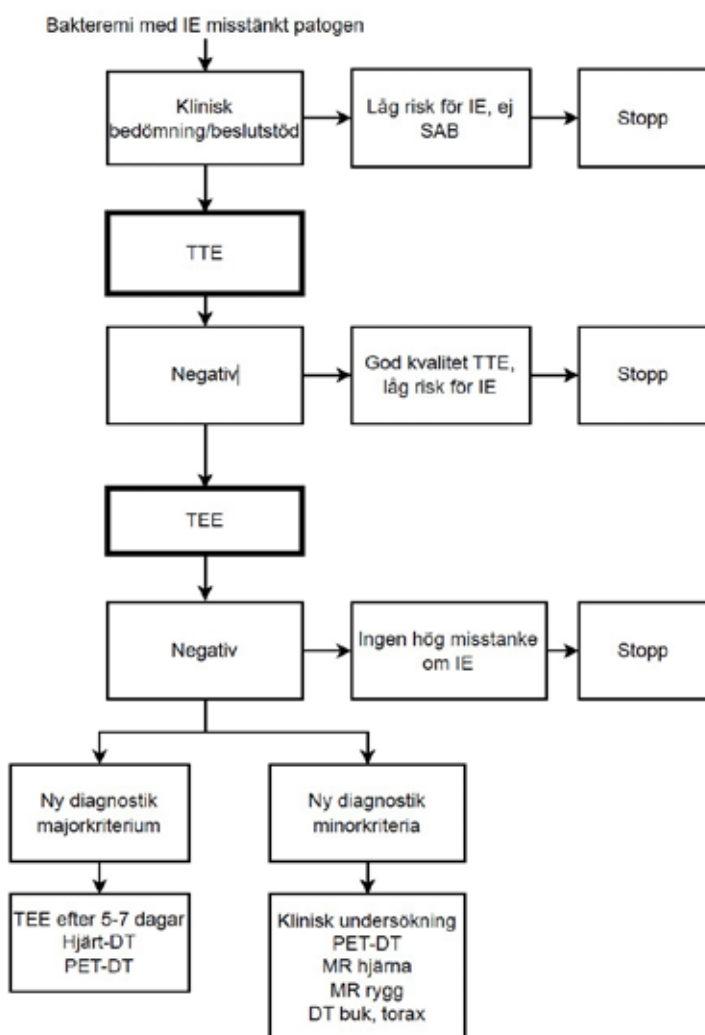 Bakteremi med IE misstänkt patogen
Klinisk
bedömning/beslutstöd
Låg risk för IE, ej
SAB
Stopp
TTE
Negativ
God kvalitet TTE,
låg risk för IE
Stopp
TEE
Negativ
Ingen hög misstanke
om IE
Stopp
Ny diagnostik
majorkriterium
Ny diagnostik
minorkriteria
TEE efter 5-7 dagar
Hjärt-DT
PET-DT
Klinisk undersökning
PET-DT
MR hjärna
MR rygg
DT buk, torax